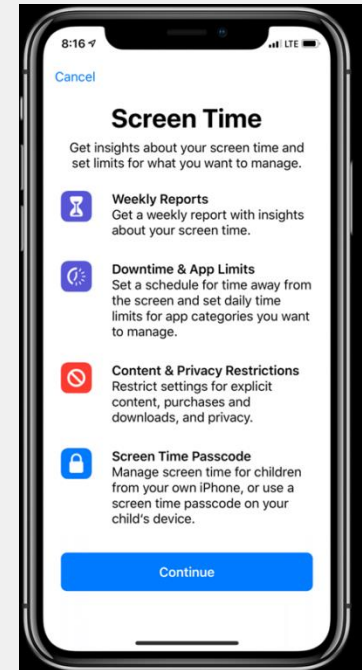 8:16
LTE
Cancel
Screen Time
Get insights about your screen time and
set limits for what you want to manage.
Weekly Reports
Get a weekly report with insights
about your screen time.
Downtime & App Limits
Set a schedule for time away from
the screen and set daily time
limits for app categories you want
to manage.
Content & Privacy Restrictions
Restrict settings for explicit
content, purchases and
downloads, and privacy.
Screen Time Passcode
Manage screen time for children
from your own iPhone, or use a
screen time passcode on your
child's device.
Continue